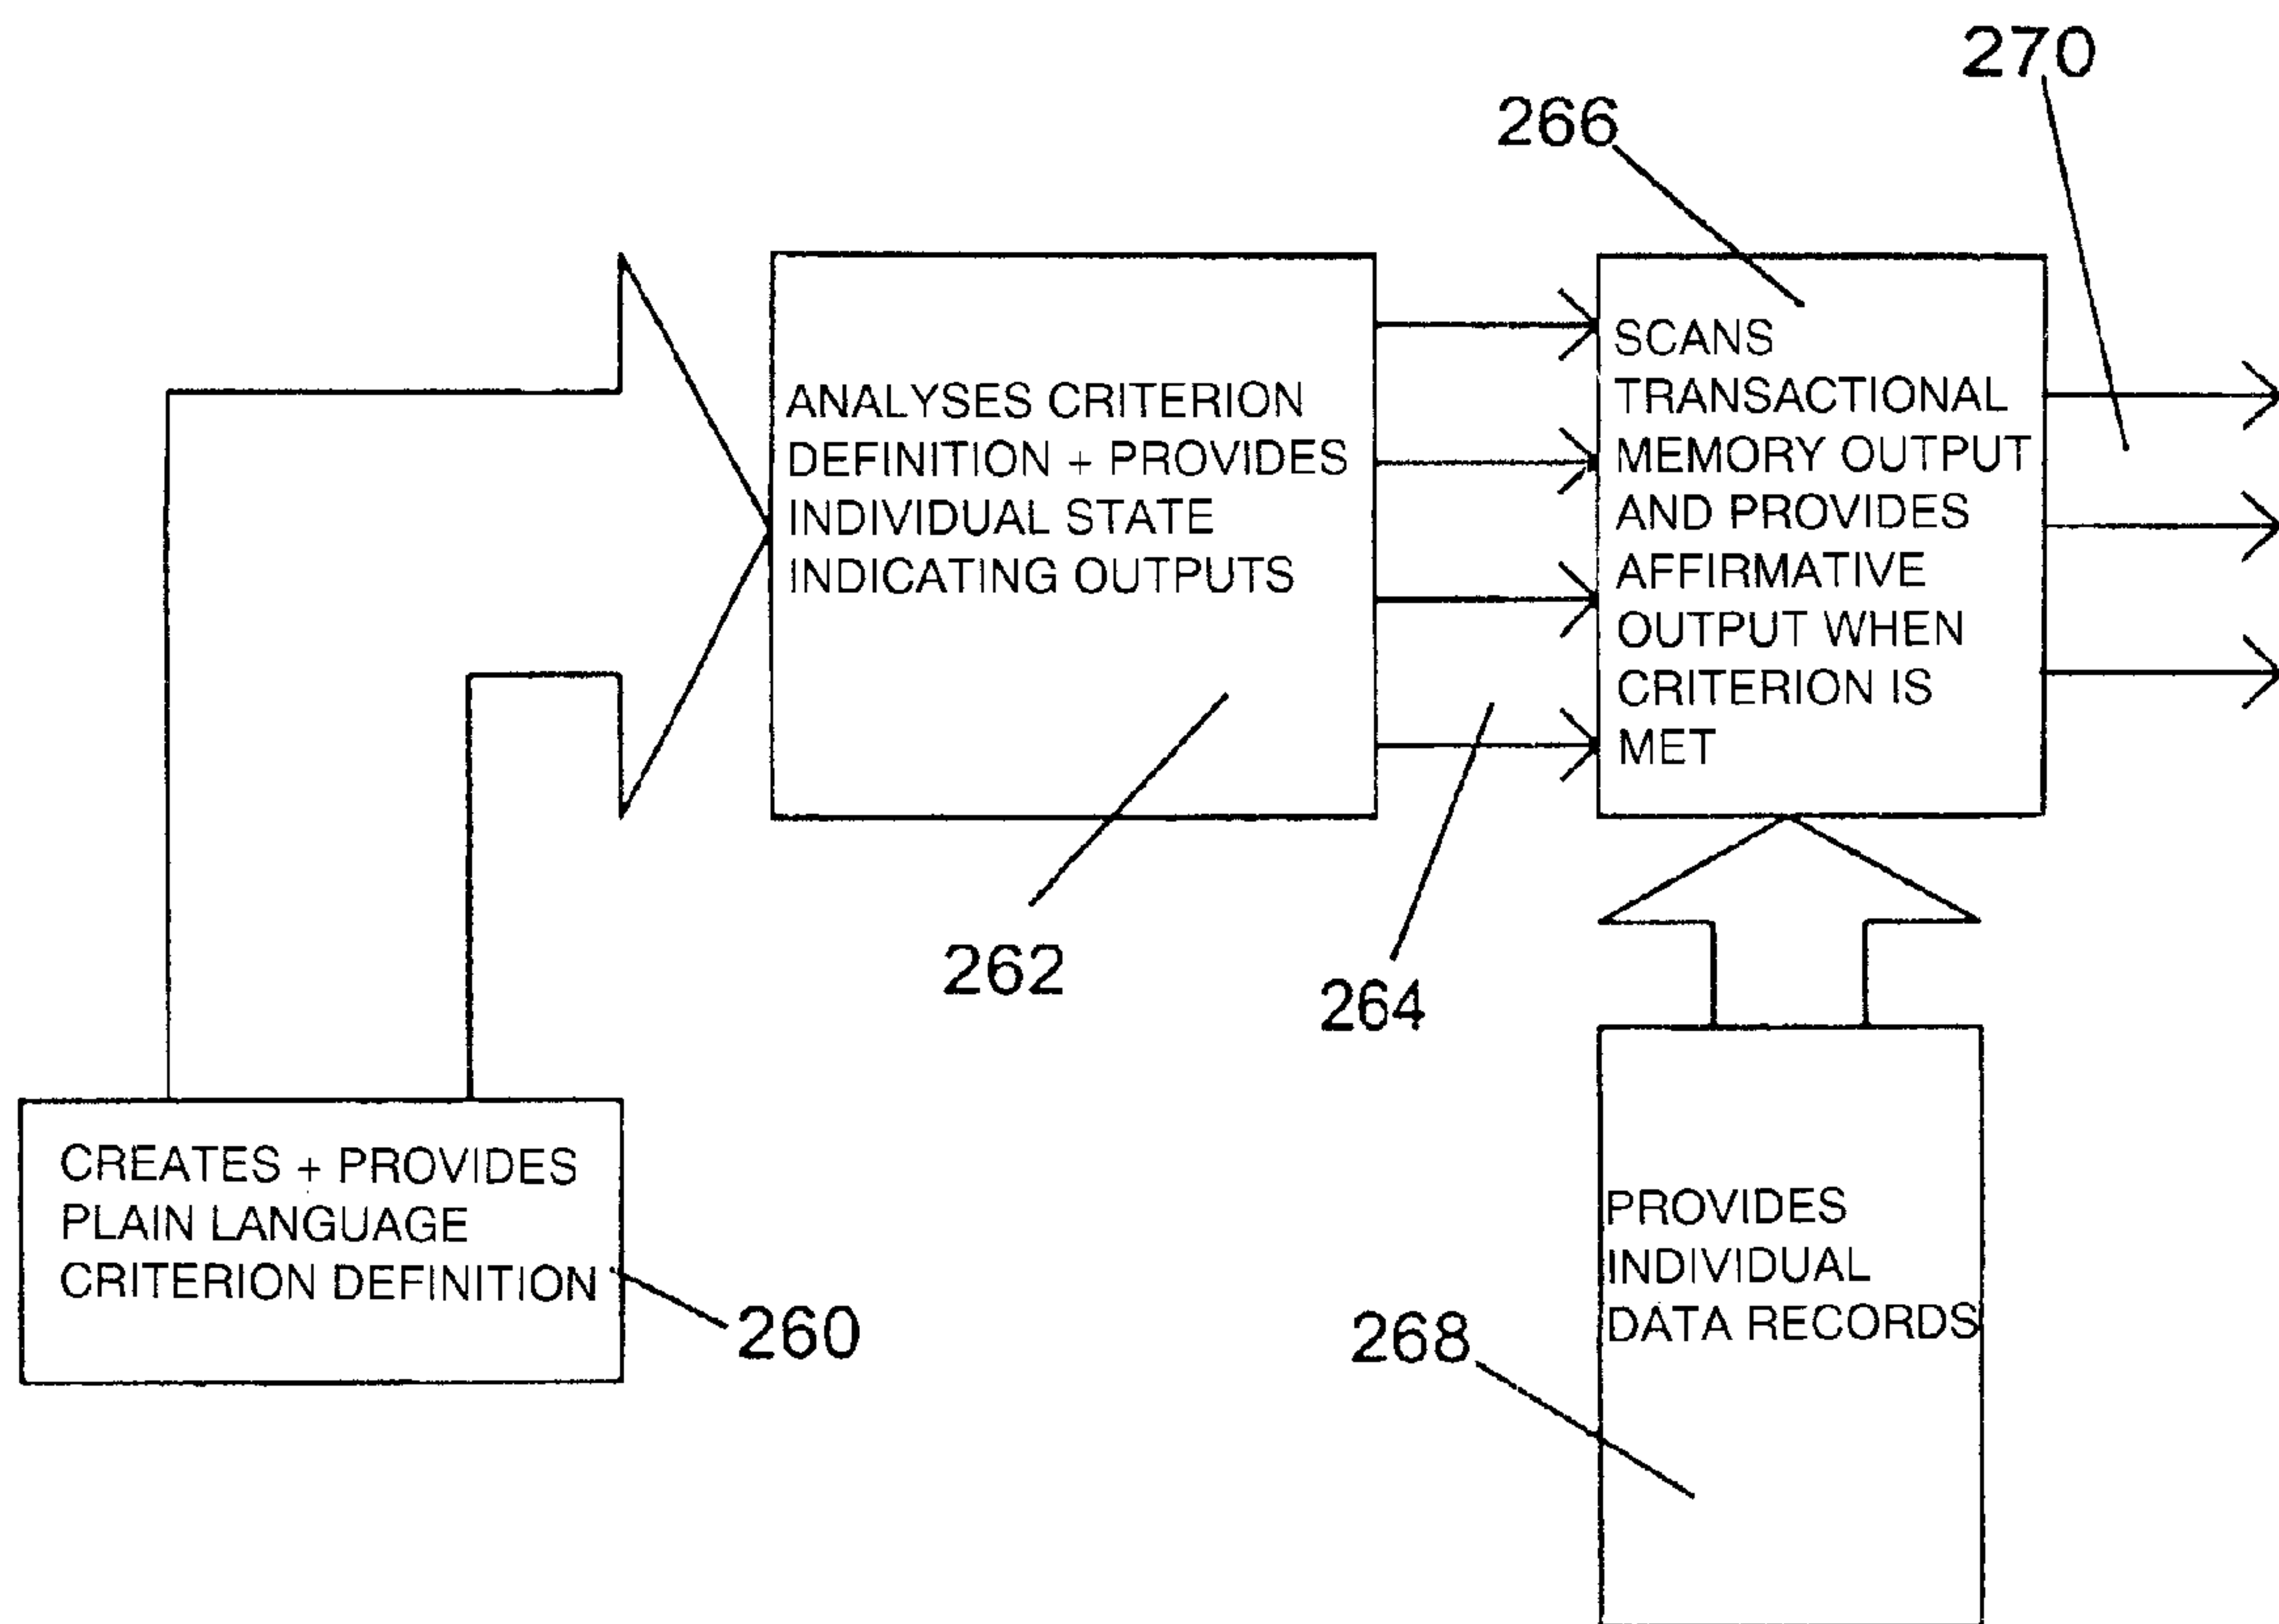 270
266
SCANS
TRANSACTIONAL
MEMORY OUTPUT
AND PROVIDES
AFFIRMATIVE
OUTPUT WHEN
CRITERION IS
MET
ANALYSES CRITERION
DEFINITION + PROVIDES
INDIVIDUAL STATE
INDICATING OUTPUTS
262
264
CREATES + PROVIDES
PLAIN LANGUAGE
CRITERION DEFINITION
260
268
PROVIDES
INDIVIDUAL
DATA RECORDS